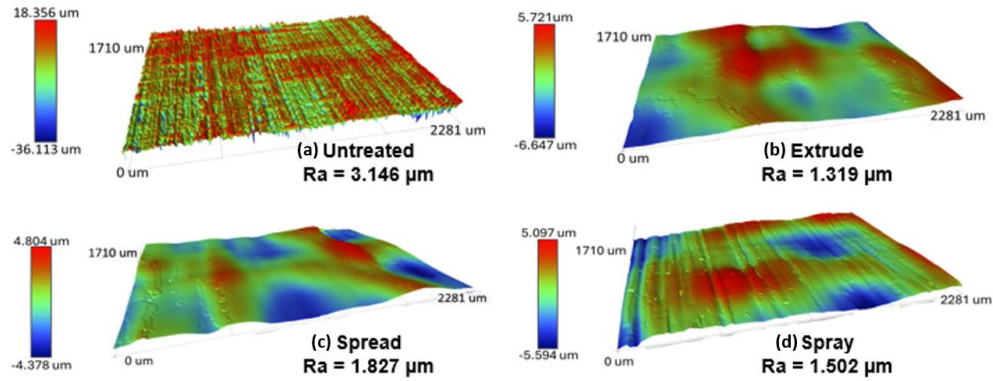 18.356 um
1710 um
-36.113 um
0 um
2281 um
(a) Untreated
Ra = 3.146 µm
5.721um
1710 um
-6.647 um
0 um
2281 um
(b) Extrude
Ra = 1.319 µm
4.804 um
1710 um
-4.378 um
0 um
2281 um
(c) Spread
Ra = 1.827 µm
5.097 um
1710 um
-5.594 um
0 um
2281 um
(d) Spray
Ra = 1.502 µm